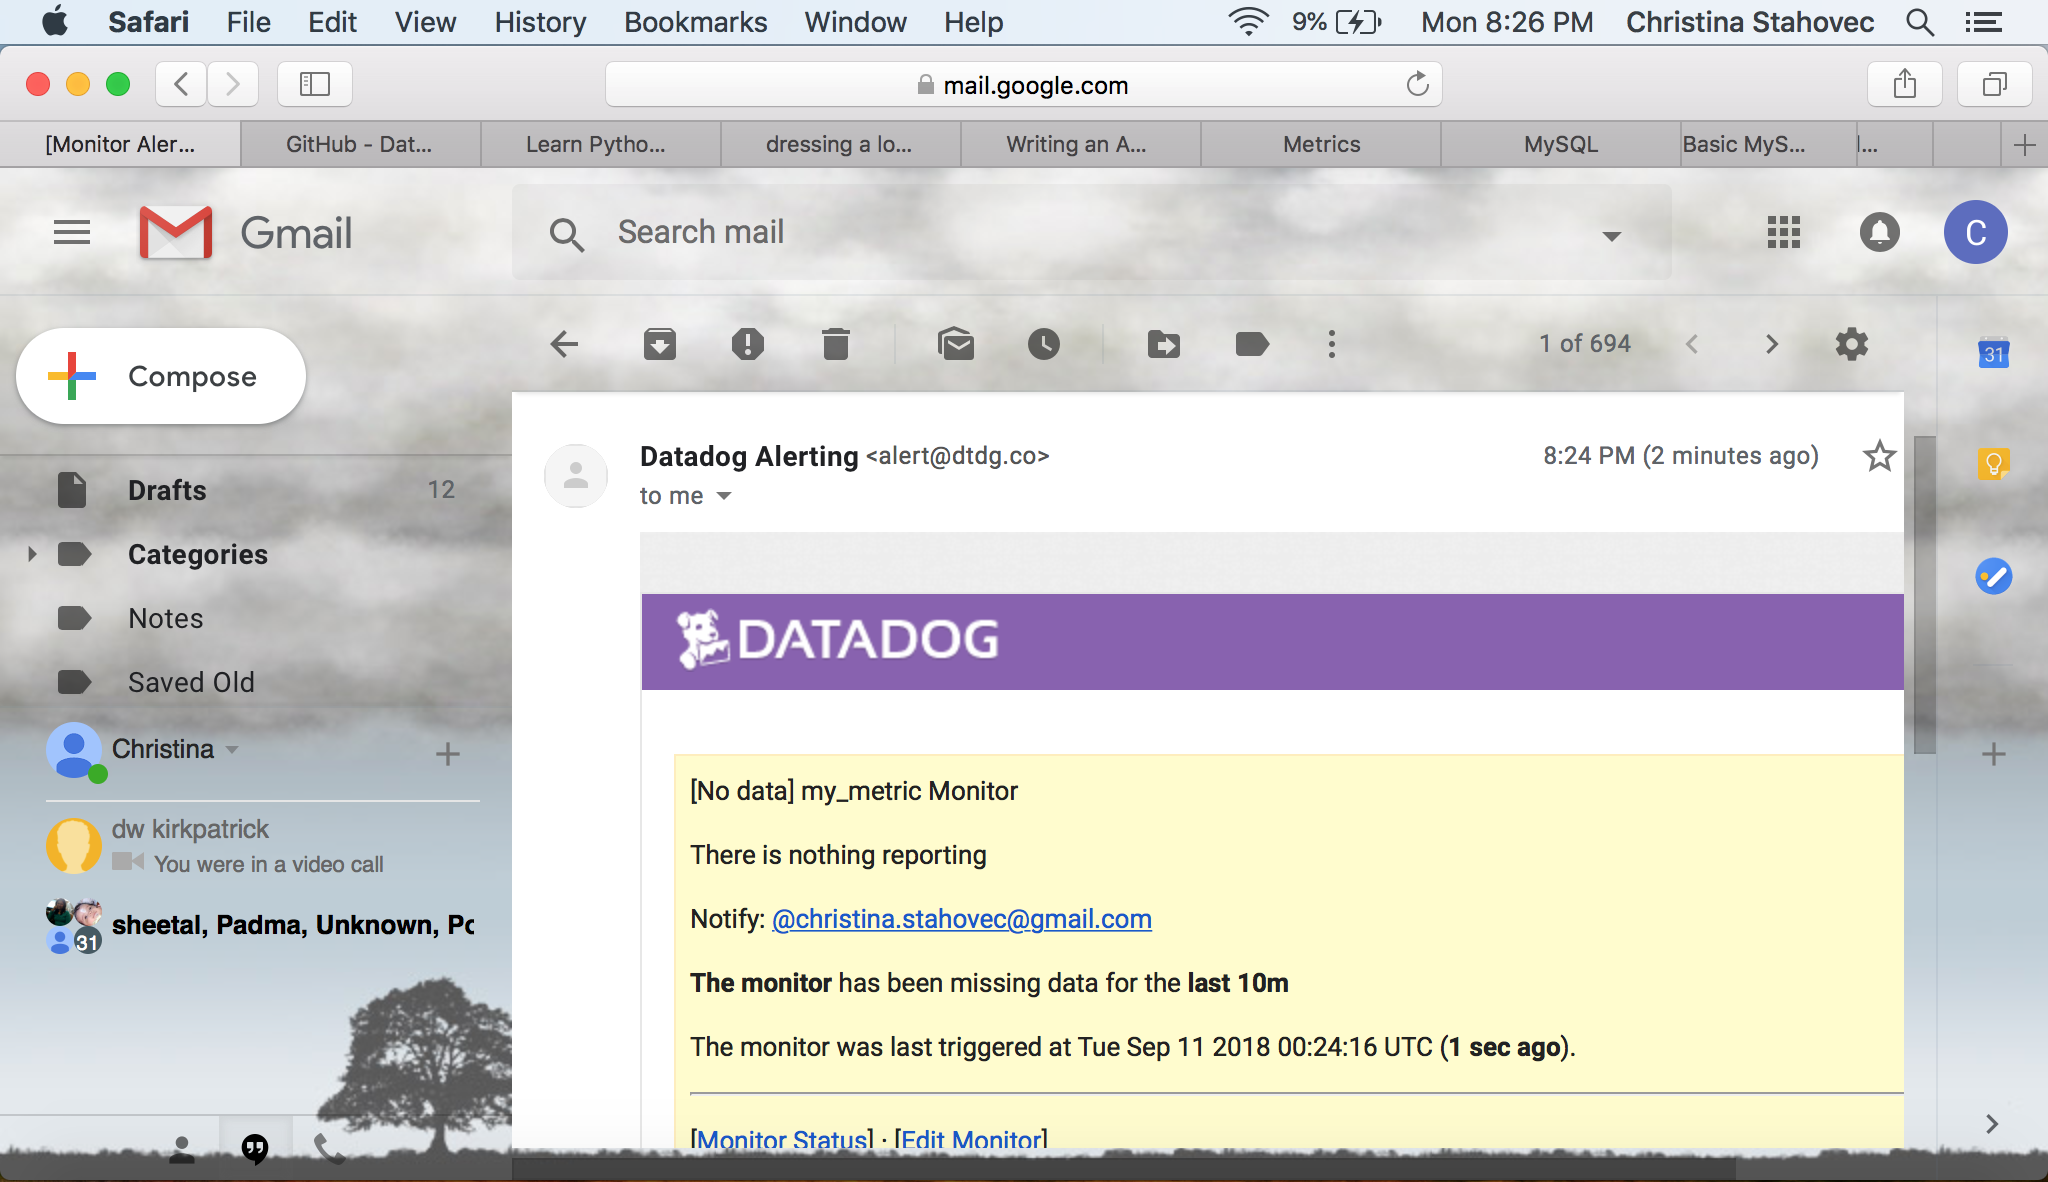 Safari File Edit View History Bookmarks Window Help 9% Mon 8:26 PM Christina Stahovec
mail.google.com
[Monitor Aler... GitHub - Dat... Learn Pytho... dressing a lo... Writing an A... Metrics MySQL Basic MyS... l...
Gmail Search mail C
Compose 1 of 694 31
Datadog Alerting <alert@dtdg.co> 8:24 PM (2 minutes ago)
to me
Drafts 12
Categories
Notes
Saved Old
Christina
dw kirkpatrick
You were in a video call
sheetal, Padma, Unknown, Po
31
DATADOG
[No data] my_metric Monitor
There is nothing reporting
Notify: @christina.stahovec@gmail.com
The monitor has been missing data for the last 10m
The monitor was last triggered at Tue Sep 11 2018 00:24:16 UTC (1 sec ago).
[Monitor Status] · [Edit Monitor]